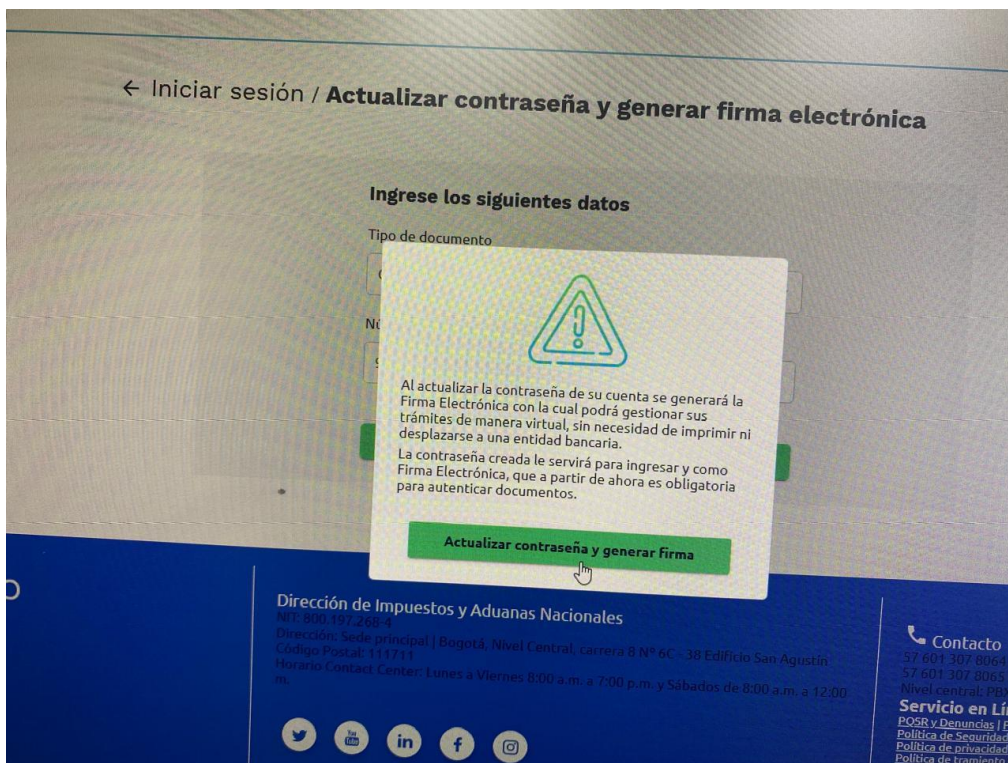 ← Iniciar sesión / Actualizar contraseña y generar firma electrónica
Ingrese los siguientes datos
Tipo de documento
Al actualizar la contraseña de su cuenta se generará la
Firma Electrónica con la cual podrá gestionar sus
trámites de manera virtual, sin necesidad de imprimir ni
desplazarse a una entidad bancaria.
La contraseña creada le servirá para ingresar y como
Firma Electrónica, que a partir de ahora es obligatoria
para autenticar documentos.
Actualizar contraseña y generar firma
Dirección de Impuestos y Aduanas Nacionales
NIT: 800.197.268-4
Dirección: Sede principal | Bogotá, Nivel Central, carrera 8 Nº 6C - 38 Edificio San Agustín
Código Postal: 111711
Horario Contact Center: Lunes a Viernes 8:00 a.m. a 7:00 p.m. y Sábados de 8:00 a.m. a 12:00
m.
You Tube
in
f
Contacto
57 601 307 8064
57 601 307 8065
Nivel central: PBX
Servicio en Lí
PQSR y Denuncias |
Política de Seguridad
Política de privacidad
Política de tramiento